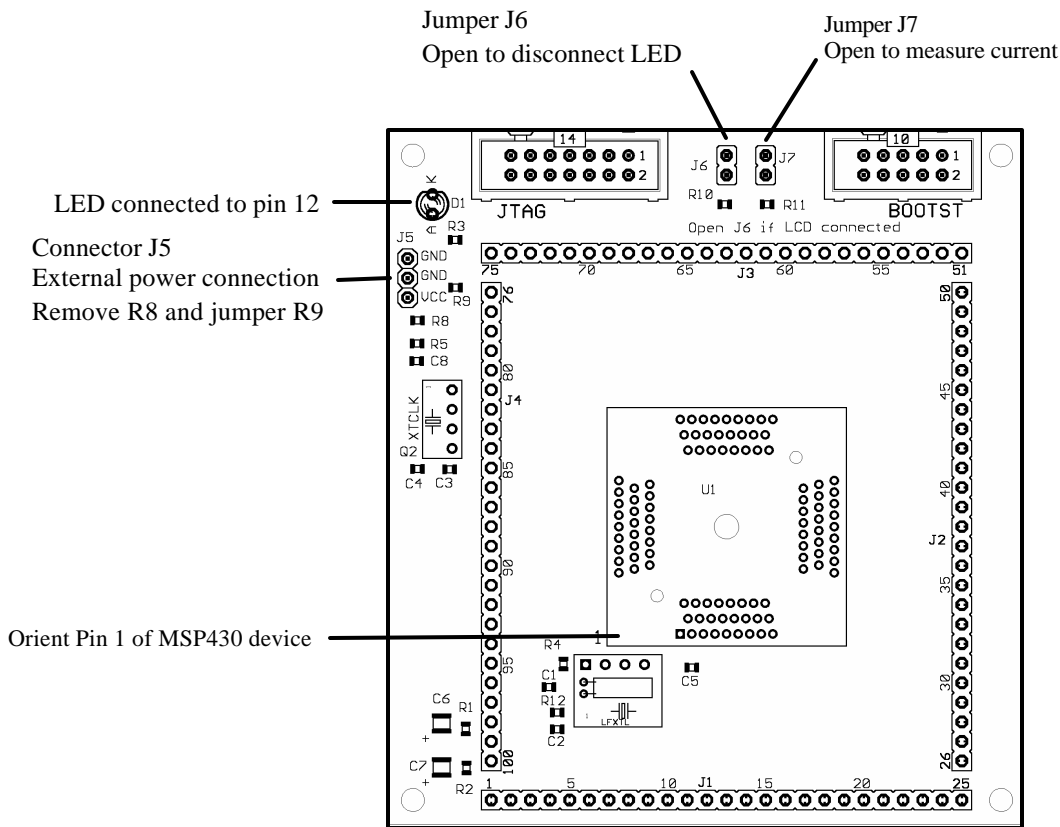 Jumper J6
Open to disconnect LED
Jumper J7
Open to measure current
LED connected to pin 12
Connector J5
External power connection
Remove R8 and jumper R9
Orient Pin 1 of MSP430 device
14
1
2
JTAG
J6
J7
R10
R11
10
1
2
BOOTST
Open J6 if LCD connected
K
D1
A
R3
J5
GND
GND
VCC
R9
R8
R5
C8
XTCLK
Q2
C4
C3
75
70
65
J3
60
55
51
76
80
J4
85
90
95
100
50
45
40
J2
35
30
26
U1
1
R4
C1
R12
C2
C5
1
LFXTL
C6
+
R1
C7
+
R2
1
5
10
J1
15
20
25